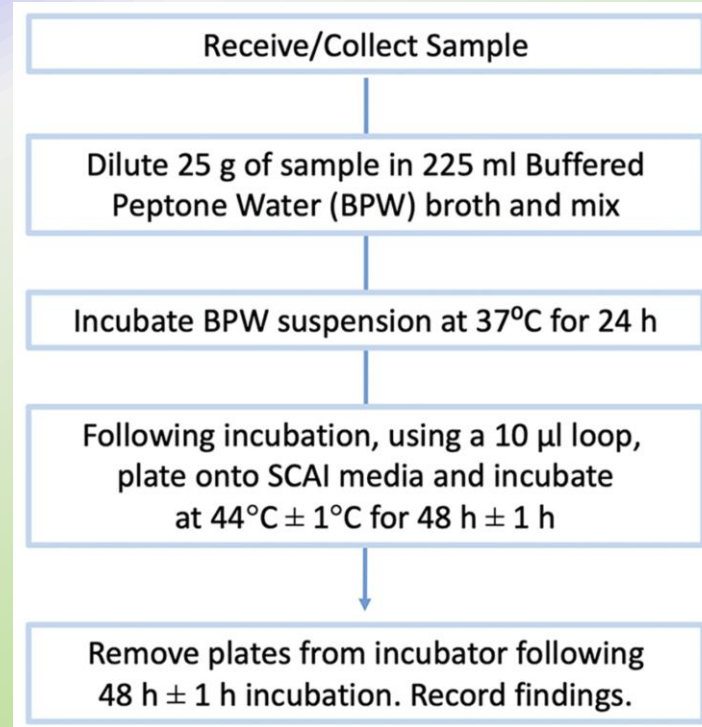 Receive/Collect Sample
Dilute 25 g of sample in 225 ml Buffered
Peptone Water (BPW) broth and mix
Incubate BPW suspension at 37⁰C for 24 h
Following incubation, using a 10 µl loop,
plate onto SCAI media and incubate
at 44°C ± 1°C for 48 h ± 1 h
Remove plates from incubator following
48 h ± 1 h incubation. Record findings.